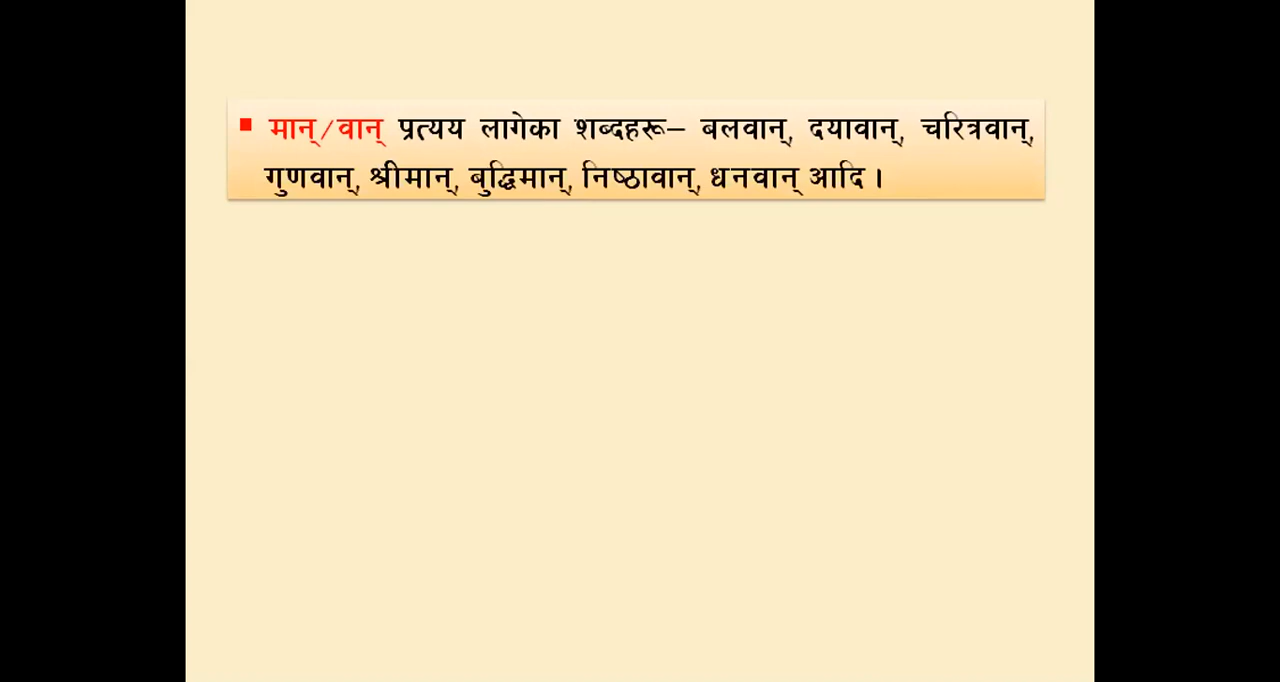 ▪ मान्/वान् प्रत्यय लागेका शब्दहरू– बलवान्, दयावान्, चरित्रवान्,
गुणवान्, श्रीमान्, बुद्धिमान्, निष्ठावान्, धनवान् आदि ।